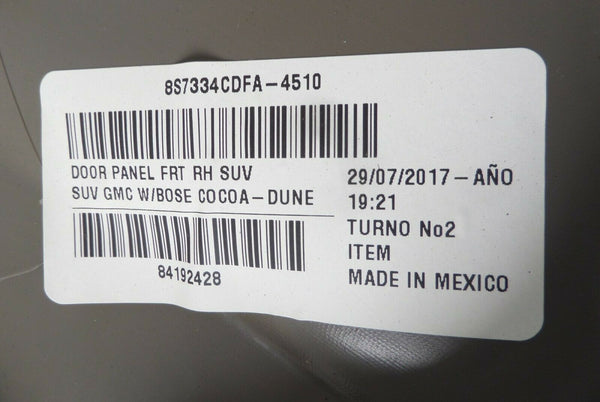 8S7334CDFA-4510
DOOR PANEL FRT RH SUV
SUV GMC W/BOSE COCOA-DUNE
84192428
29/07/2017-AÑO
19:21
TURNO No2
ITEM
MADE IN MEXICO